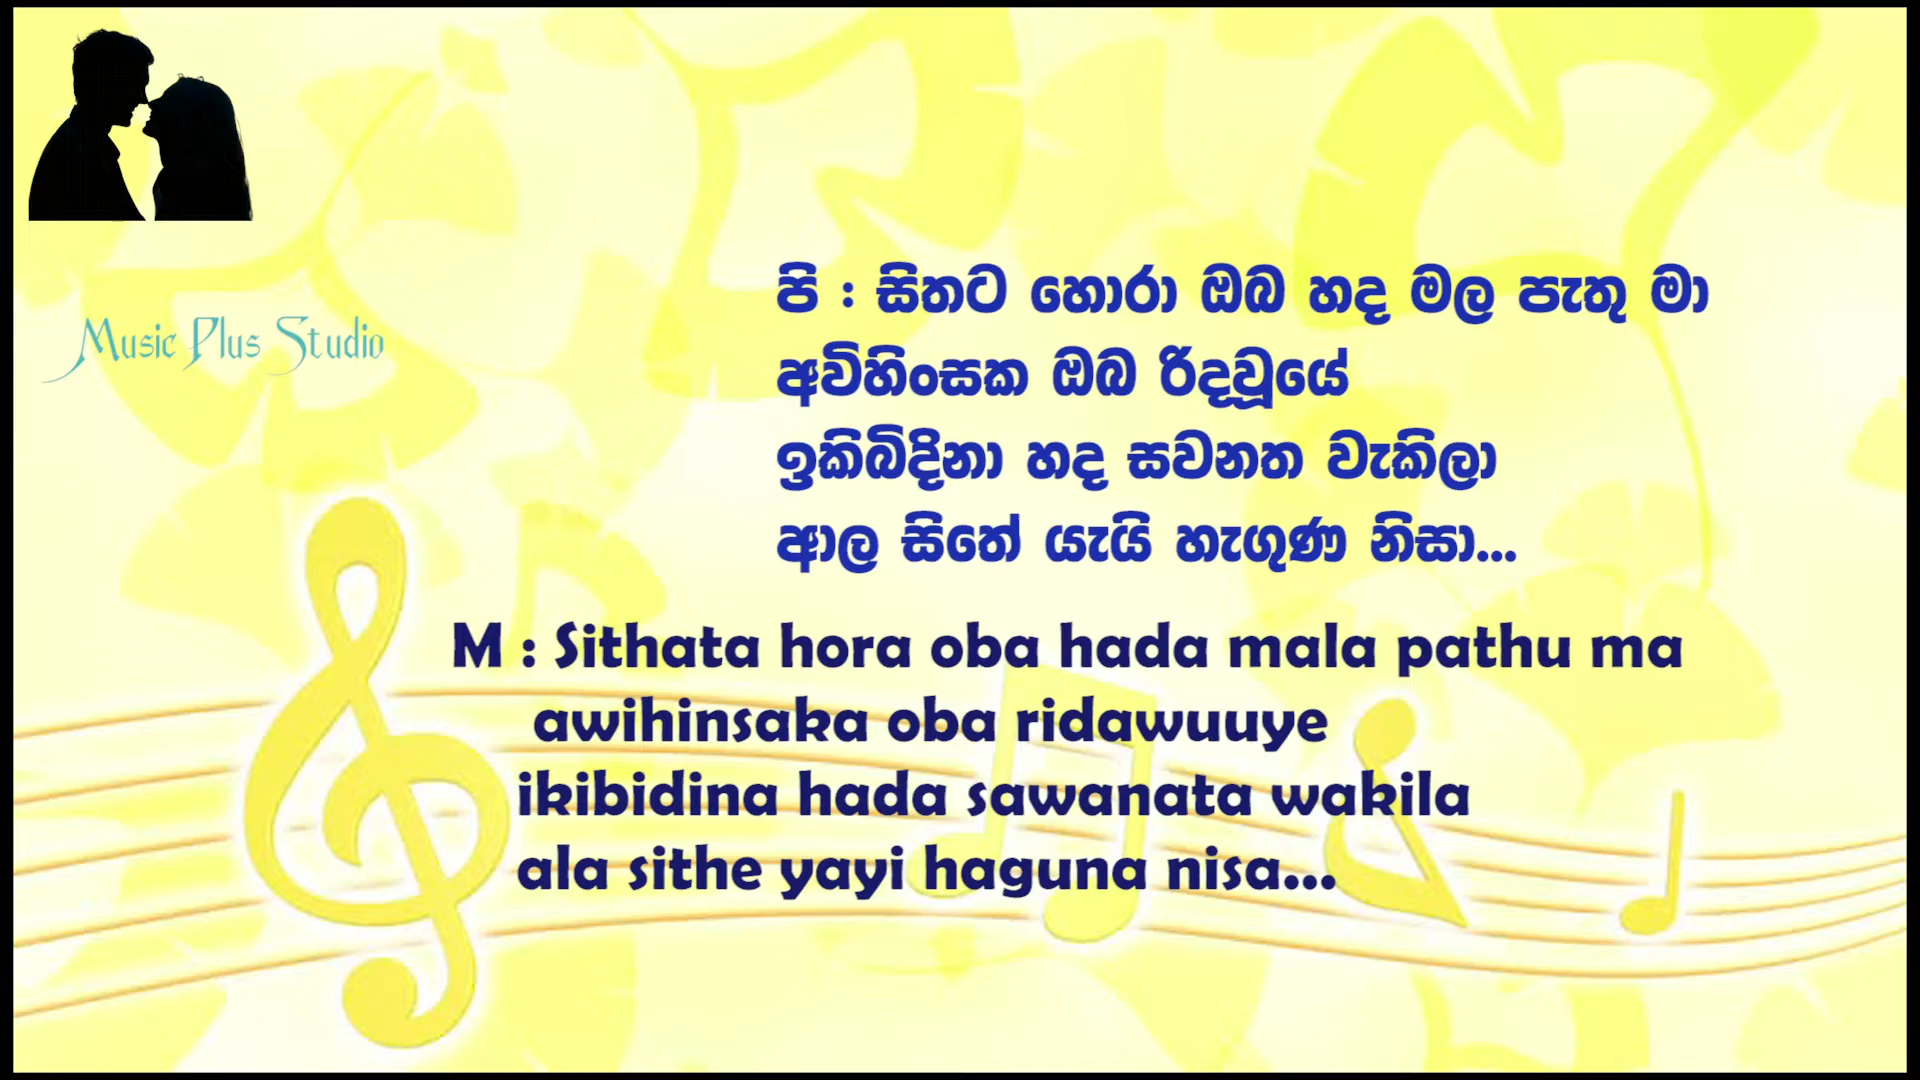 Music Plus Studio
පි : සිතට හොරා ඔබ හද මල පැතු මා
අවිහිංසක ඔබ රිදවූයේ
ඉකිබිදිනා හද සවනත වැකිලා
ආල සිතේ යැයි හැගුණ නිසා...
M : Sithata hora oba hada mala pathu ma
awihinsaka oba ridawuuye
ikibidina hada sawanata wakila
ala sithe yayi haguna nisa...